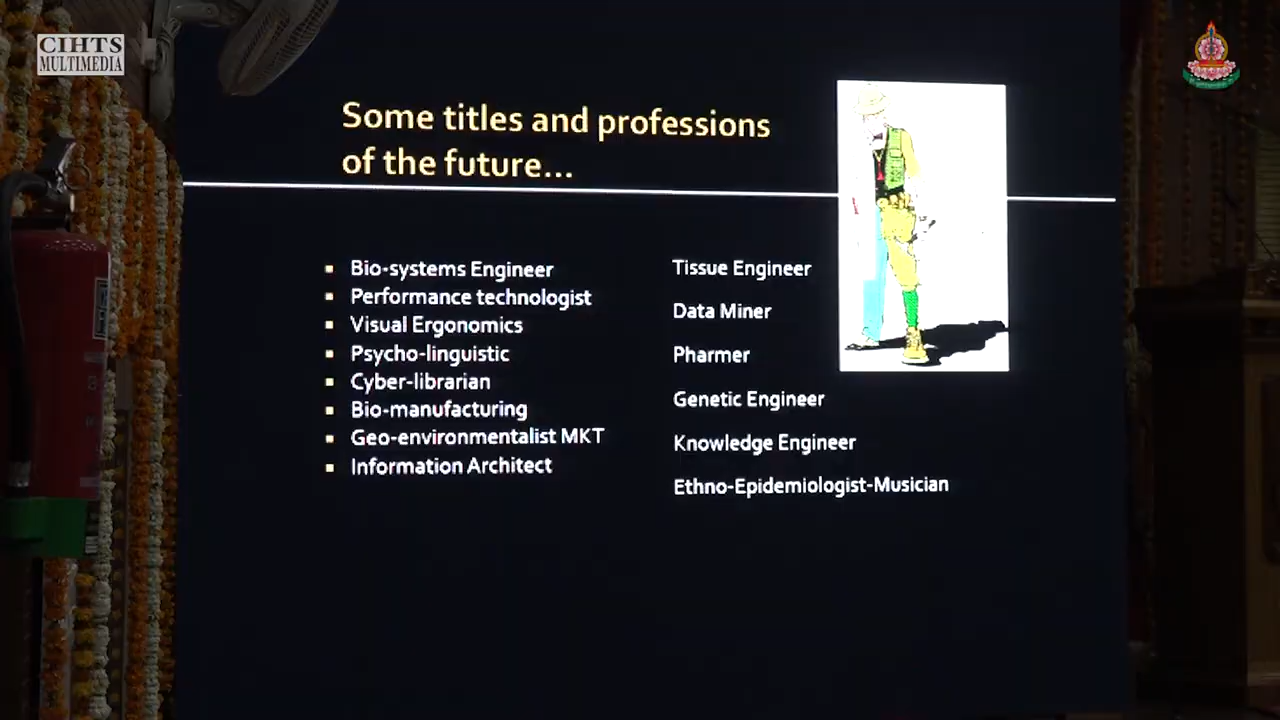 CIHTS
MULTIMEDIA
Some titles and professions
of the future...
Bio-systems Engineer
Performance technologist
Visual Ergonomics
Psycho-linguistic
Cyber-librarian
Bio-manufacturing
Geo-environmentalist MKT
Information Architect
Tissue Engineer
Data Miner
Pharmer
Genetic Engineer
Knowledge Engineer
Ethno-Epidemiologist-Musician